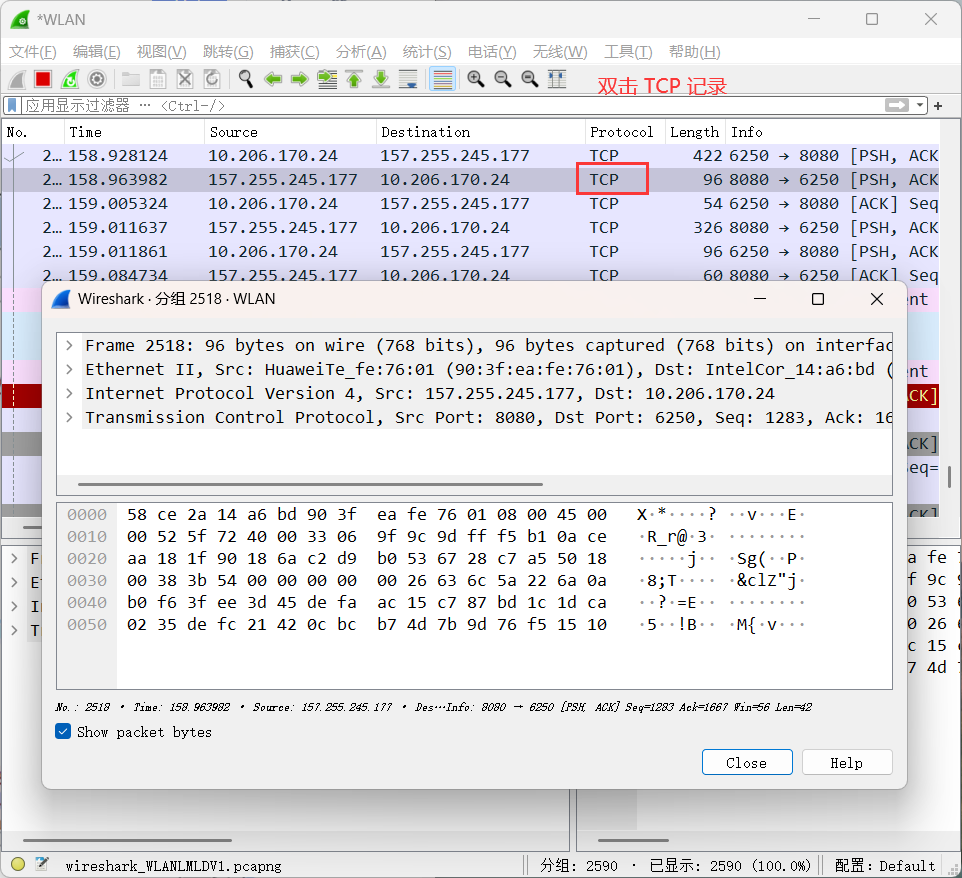 *WLAN
文件(F) 编辑(E) 视图(V) 跳转(G) 捕获(C) 分析(A) 统计(S) 电话(Y) 无线(W) 工具(T) 帮助(H)
双击 TCP 记录
应用显示过滤器 … <Ctrl-/>
No. Time Source Destination Protocol Length Info
2… 158.928124 10.206.170.24 157.255.245.177 TCP 422 6250 → 8080 [PSH, ACK
2… 158.963982 157.255.245.177 10.206.170.24 TCP 96 8080 → 6250 [PSH, ACK
2… 159.005324 10.206.170.24 157.255.245.177 TCP 54 6250 → 8080 [ACK] Seq
2… 159.011637 157.255.245.177 10.206.170.24 TCP 326 8080 → 6250 [PSH, ACK
2… 159.011861 10.206.170.24 157.255.245.177 TCP 96 6250 → 8080 [PSH, ACK
2… 159.084734 157.255.245.177 10.206.170.24 TCP 60 8080 → 6250 [ACK] Seq
Wireshark · 分组 2518 · WLAN
Frame 2518: 96 bytes on wire (768 bits), 96 bytes captured (768 bits) on interfac
Ethernet II, Src: HuaweiTe_fe:76:01 (90:3f:ea:fe:76:01), Dst: IntelCor_14:a6:bd (
Internet Protocol Version 4, Src: 157.255.245.177, Dst: 10.206.170.24
Transmission Control Protocol, Src Port: 8080, Dst Port: 6250, Seq: 1283, Ack: 16
0000 58 ce 2a 14 a6 bd 90 3f ea fe 76 01 08 00 45 00 X·*····? ··v···E·
0010 00 52 5f 72 40 00 33 06 9f 9c 9d ff f5 b1 0a ce ·R_r@·3· ········
0020 aa 18 1f 90 18 6a c2 d9 b0 53 67 28 c7 a5 50 18 ·····j·· ·Sg(··P·
0030 00 38 3b 54 00 00 00 00 00 26 63 6c 5a 22 6a 0a ·8;T···· ·&clZ"j·
0040 b0 f6 3f ee 3d 45 de fa ac 15 c7 87 bd 1c 1d ca ··?·=E·· ········
0050 02 35 de fc 21 42 0c bc b7 4d 7b 9d 76 f5 15 10 ·5··!B·· ·M{·v···
No.: 2518 · Time: 158.963982 · Source: 157.255.245.177 · Des…Info: 8080 → 6250 [PSH, ACK] Seq=1283 Ack=1667 Win=56 Len=42
Show packet bytes
Close Help
wireshark_WLANLMLDV1.pcapng 分组: 2590 · 已显示: 2590 (100.0%) 配置: Default